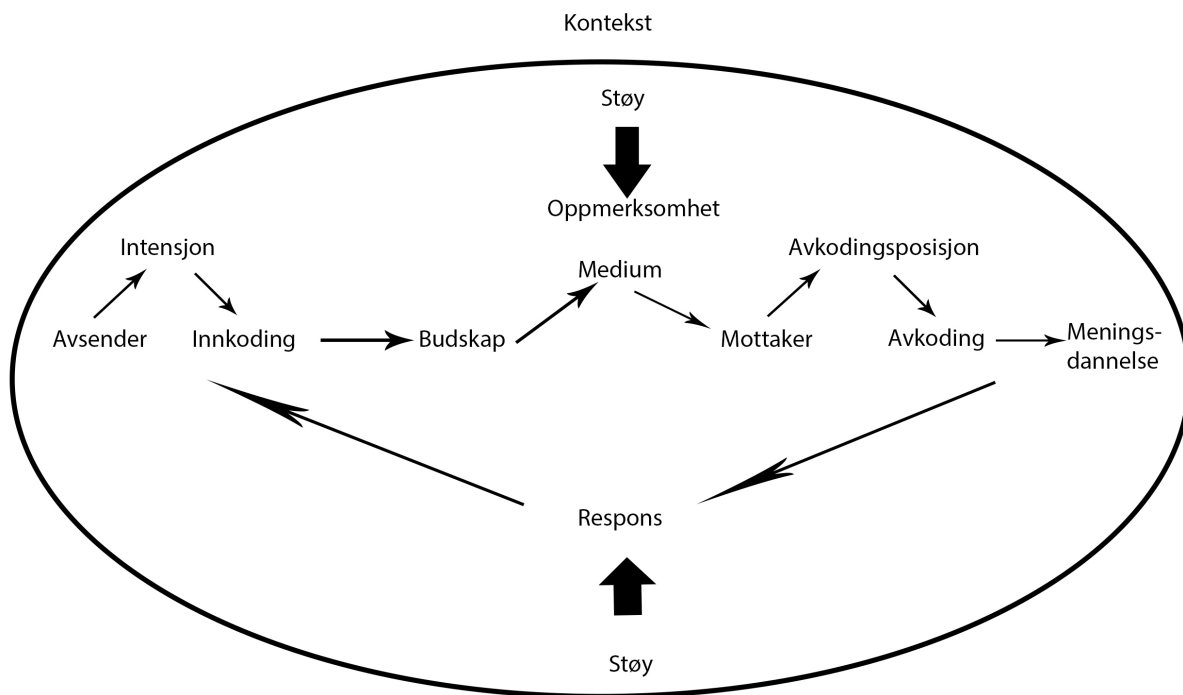 Kontekst
Støy
Oppmerksomhet
Intensjon
Avkodingsposisjon
Medium
Avsender
Innkoding
Budskap
Mottaker
Avkoding
Menings-
dannelse
Respons
Støy